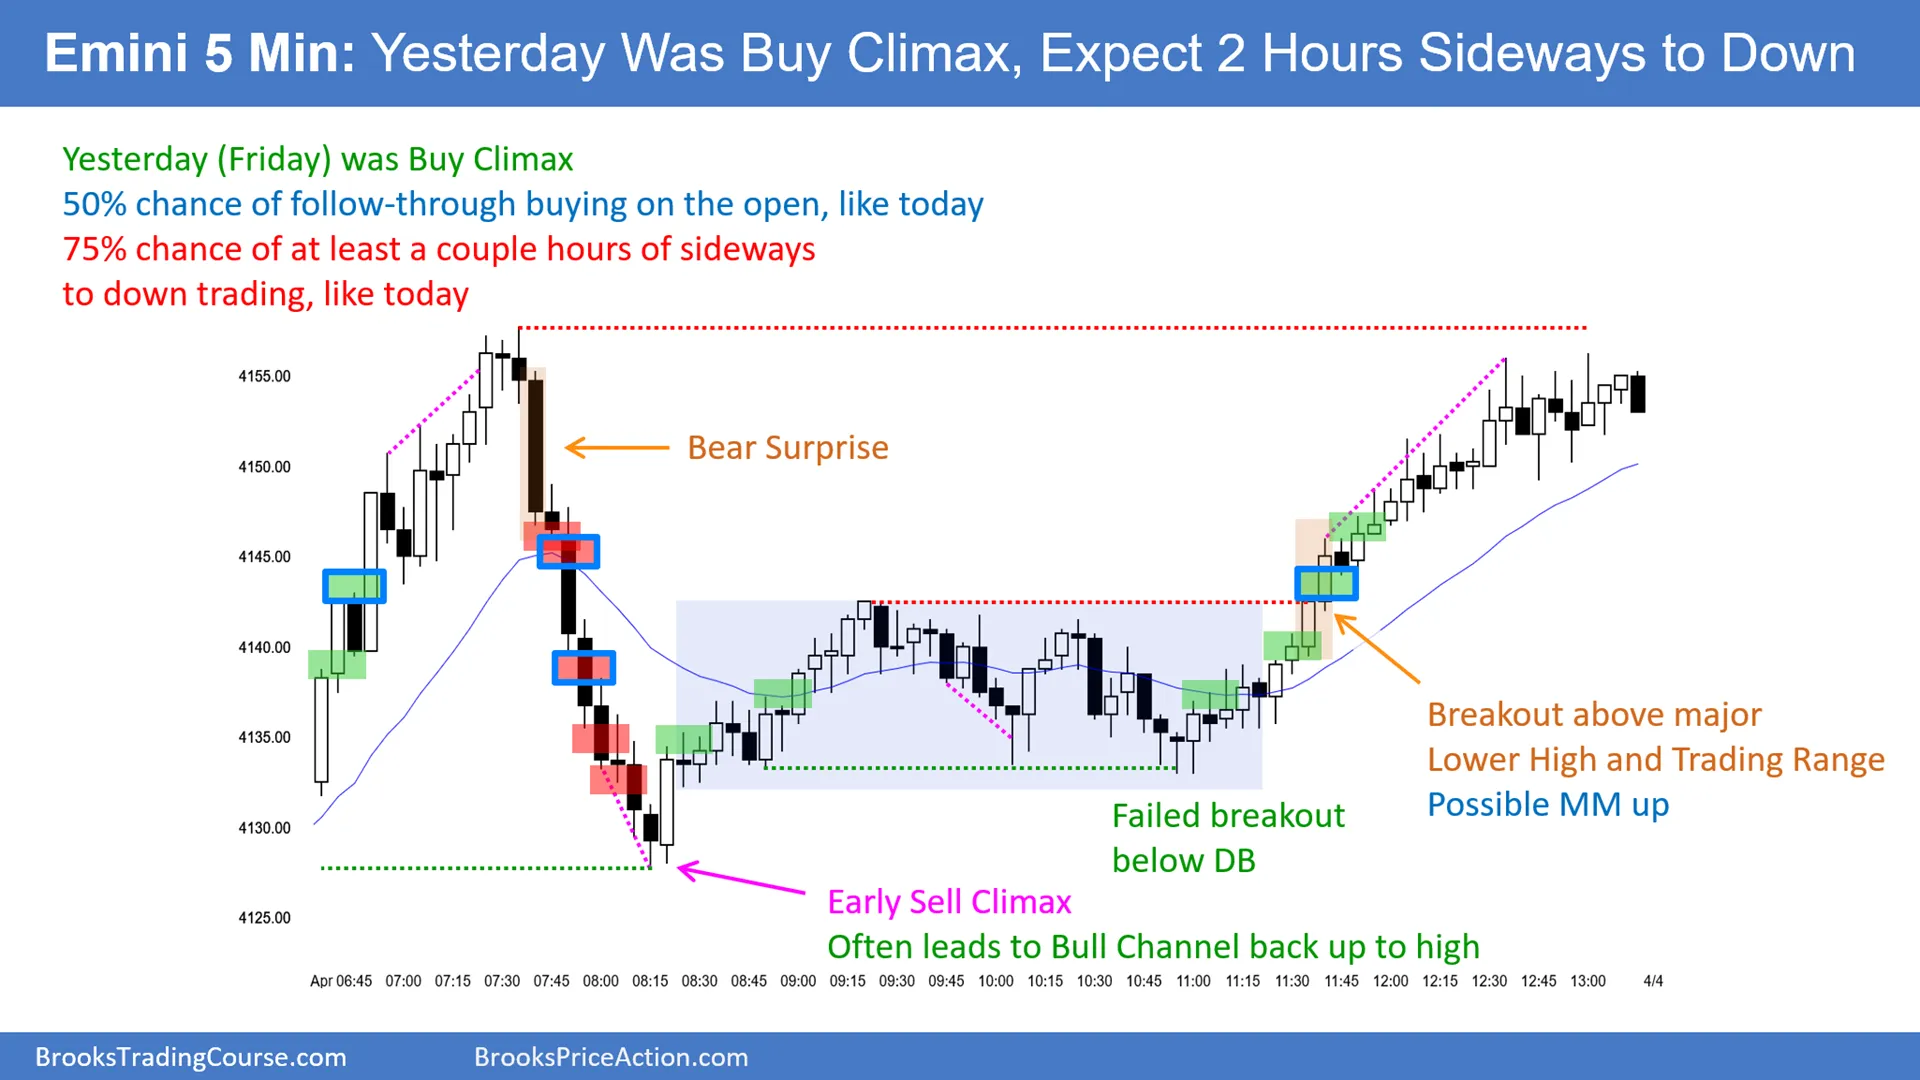 Emini 5 Min: Yesterday Was Buy Climax, Expect 2 Hours Sideways to Down
Yesterday (Friday) was Buy Climax
50% chance of follow-through buying on the open, like today
75% chance of at least a couple hours of sideways
to down trading, like today
4155.00
4150.00
4145.00
4140.00
4135.00
4130.00
4125.00
Bear Surprise
Breakout above major
Lower High and Trading Range
Possible MM up
Failed breakout
below DB
Early Sell Climax
Often leads to Bull Channel back up to high
Apr 06:45 07:00 07:15 07:30 07:45 08:00 08:15 08:30 08:45 09:00 09:15 09:30 09:45 10:00 10:15 10:30 10:45 11:00 11:15 11:30 11:45 12:00 12:15 12:30 12:45 13:00 4/4
BrooksTradingCourse.com BrooksPriceAction.com